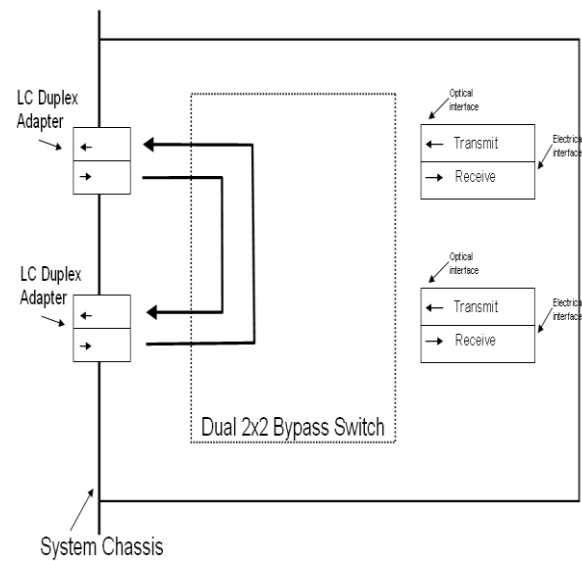 LC Duplex
Adapter
Optical
interface
Transmit
Receive
Electrical
interface
LC Duplex
Adapter
Optical
interface
Transmit
Receive
Electrical
interface
Dual 2x2 Bypass Switch
System Chassis